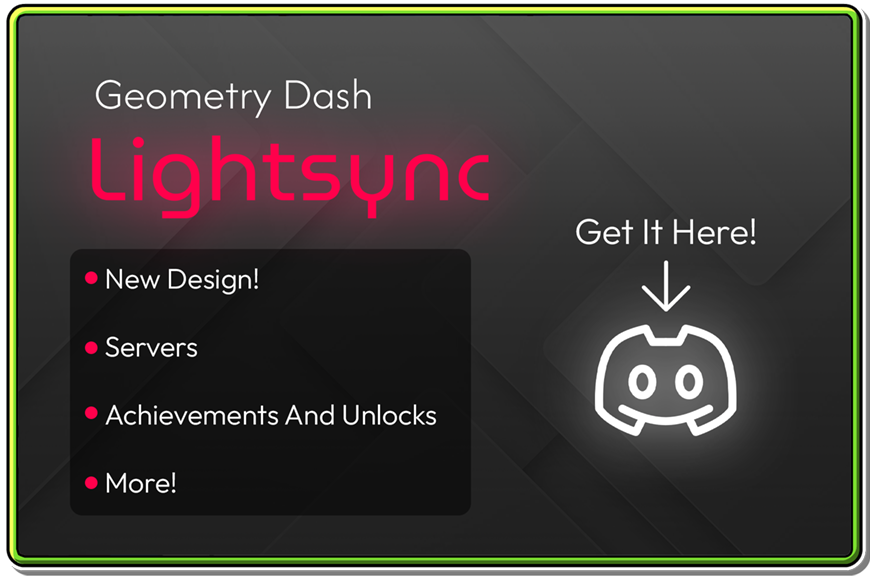 Geometry Dash
Lightsync
New Design!
Servers
Achievements And Unlocks
More!
Get It Here!